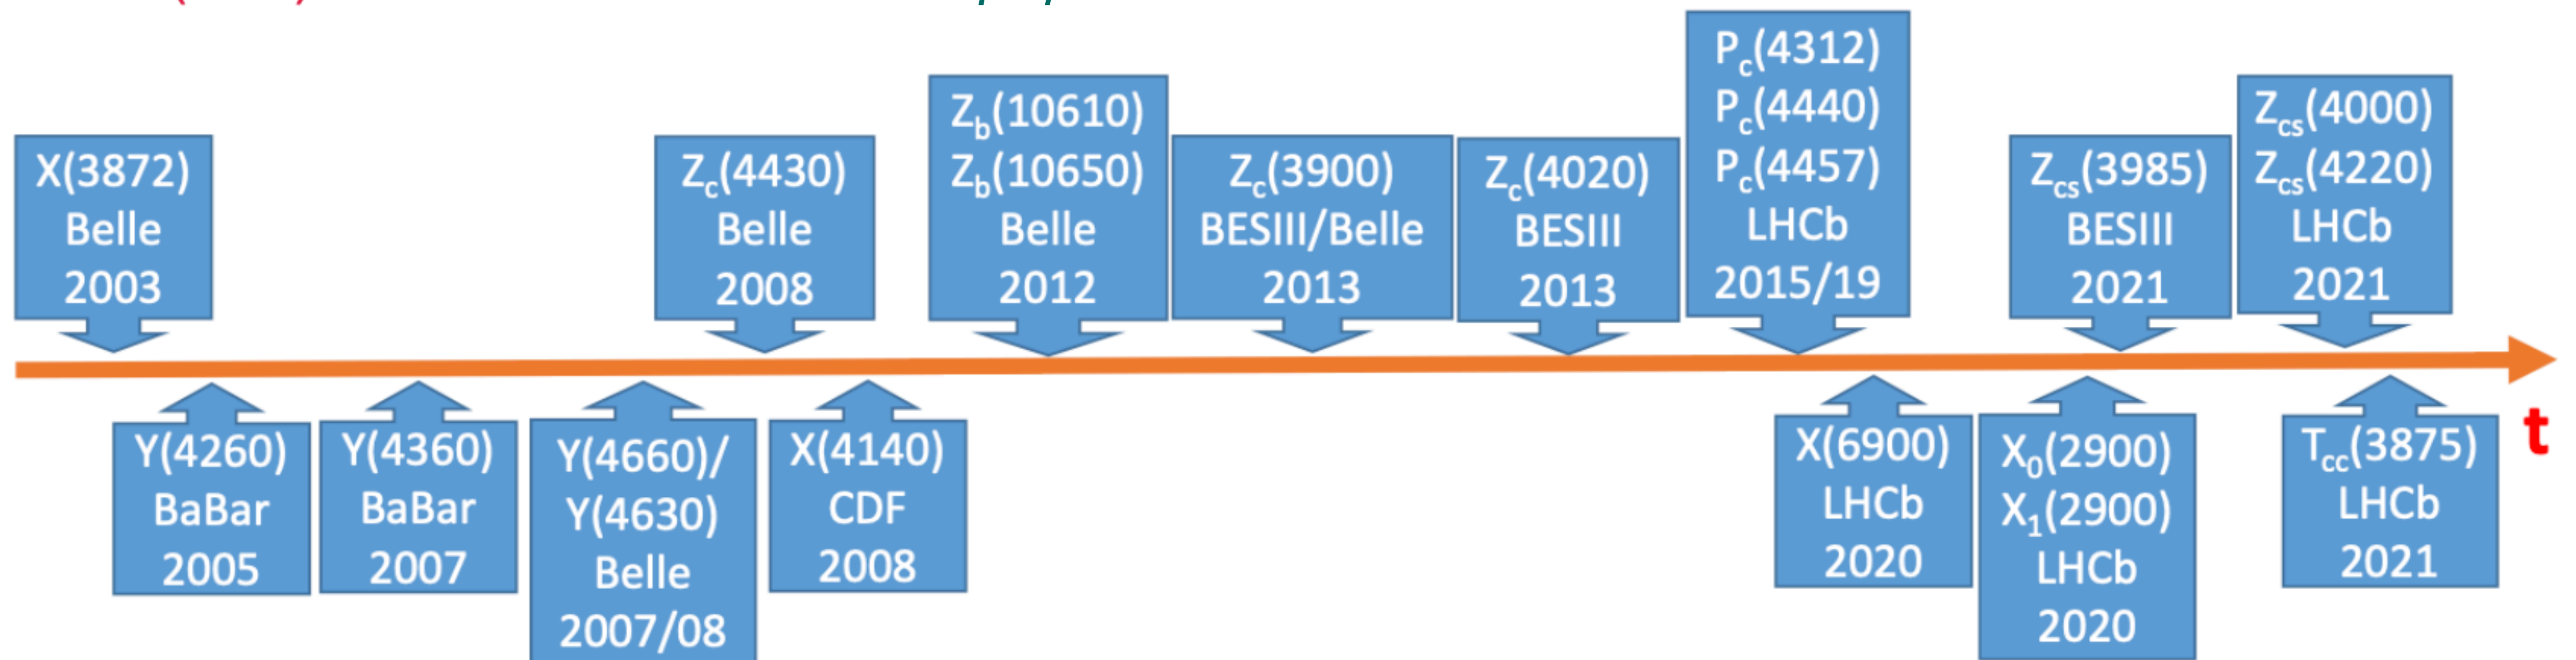 X(3872)
Belle
2003
Zc(4430)
Belle
2008
Zb(10610)
Zb(10650)
Belle
2012
Zc(3900)
BESIII/Belle
2013
Zc(4020)
BESIII
2013
Pc(4312)
Pc(4440)
Pc(4457)
LHCb
2015/19
Zcs(3985)
BESIII
2021
Zcs(4000)
Zcs(4220)
LHCb
2021
Y(4260)
BaBar
2005
Y(4360)
BaBar
2007
Y(4660)/
Y(4630)
Belle
2007/08
X(4140)
CDF
2008
X(6900)
LHCb
2020
X0(2900)
X1(2900)
LHCb
2020
Tcc(3875)
LHCb
2021
t